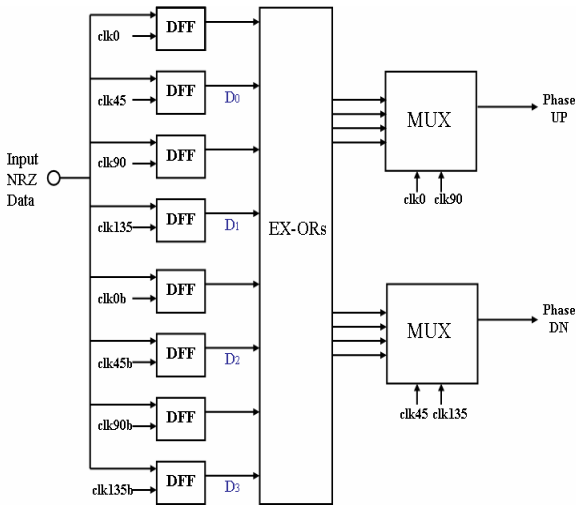 clk0
DFF
clk45
DFF
D0
clk90
DFF
Input
NRZ
Data
clk135
DFF
D1
clk0b
DFF
clk45b
DFF
D2
clk90b
DFF
clk135b
DFF
D3
EX-ORs
MUX
clk0 clk90
Phase
UP
MUX
clk45 clk135
Phase
DN